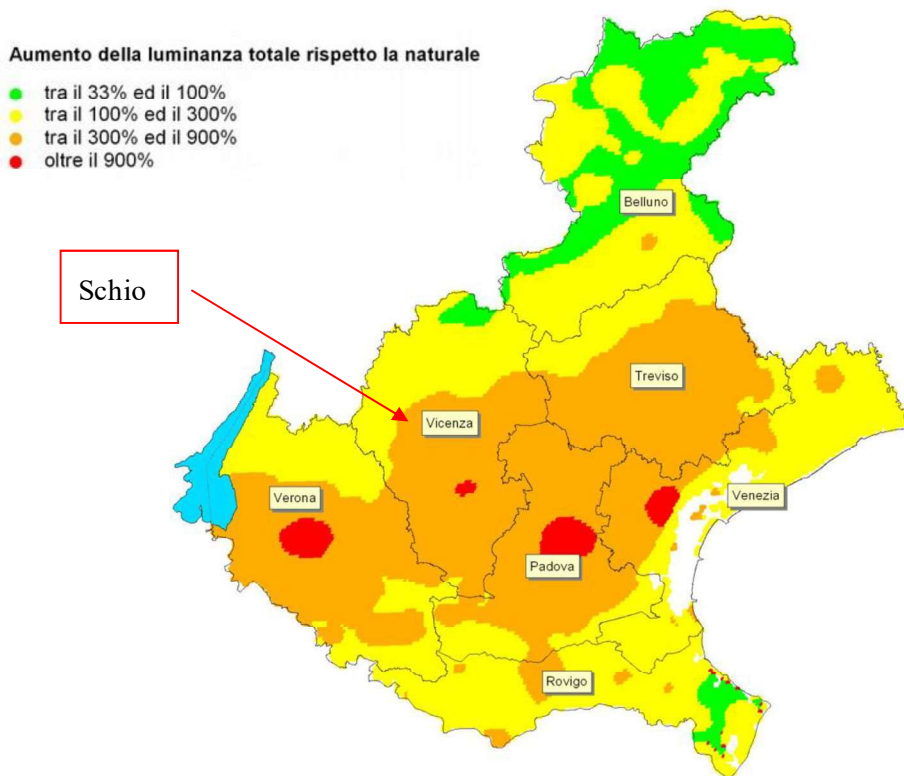 Aumento della luminanza totale rispetto la naturale
tra il 33% ed il 100%
tra il 100% ed il 300%
tra il 300% ed il 900%
oltre il 900%
Belluno
Schio
Treviso
Vicenza
Verona
Venezia
Padova
Rovigo